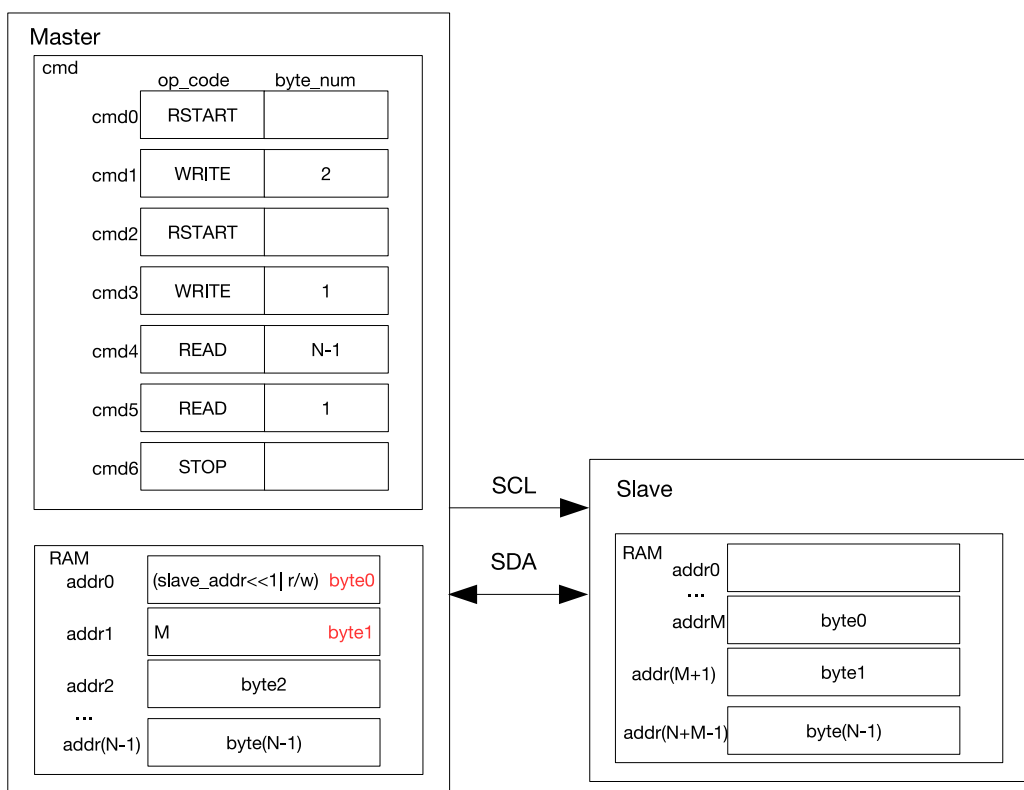 Master
cmd
op_code byte_num
cmd0 RSTART
cmd1 WRITE 2
cmd2 RSTART
cmd3 WRITE 1
cmd4 READ N-1
cmd5 READ 1
cmd6 STOP
SCL
SDA
RAM
addr0 (slave_addr<<1| r/w) byte0
addr1 M byte1
addr2 byte2
...
addr(N-1) byte(N-1)
Slave
RAM
addr0
...
addrM byte0
addr(M+1) byte1
addr(N+M-1) byte(N-1)